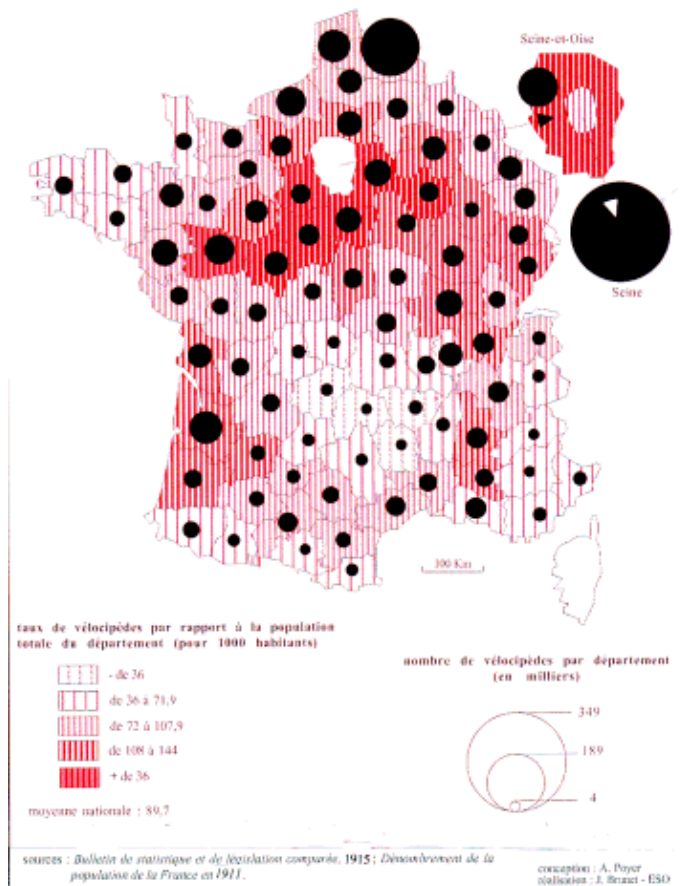 Seine-et-Oise
Seine
100 Km
taux de vélocipèdes par rapport à la population
totale du département (pour 1000 habitants)
- de 36
de 36 à 71,9
de 72 à 107,9
de 108 à 144
+ de 36
moyenne nationale : 89,7
nombre de vélocipèdes par département
(en milliers)
349
189
4
sources : Bulletin de statistique et de législation comparée, 1915 ; Dénombrement de la
population de la France en 1911.
conception : A. Poyer
réalisation : J. Brunet - ESO